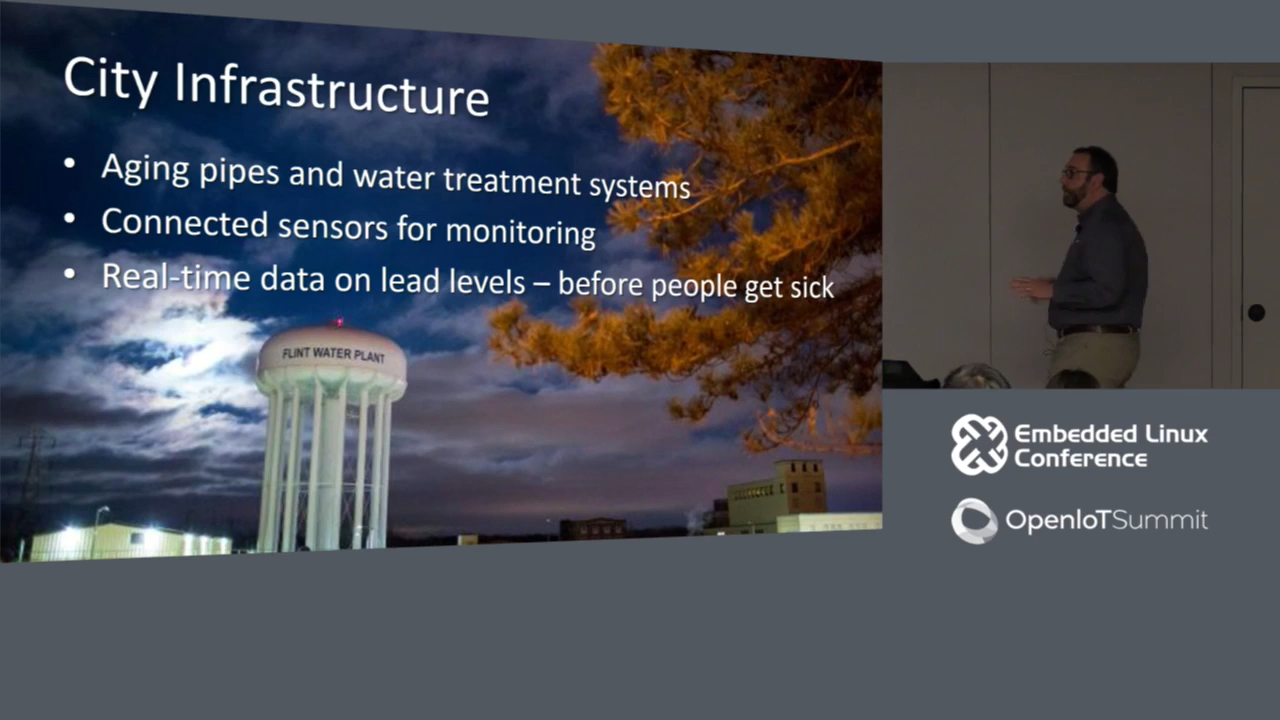 City Infrastructure
• Aging pipes and water treatment systems
• Connected sensors for monitoring
• Real-time data on lead levels – before people get sick
FLINT WATER PLANT
Embedded Linux
Conference
OpenIoTSummit